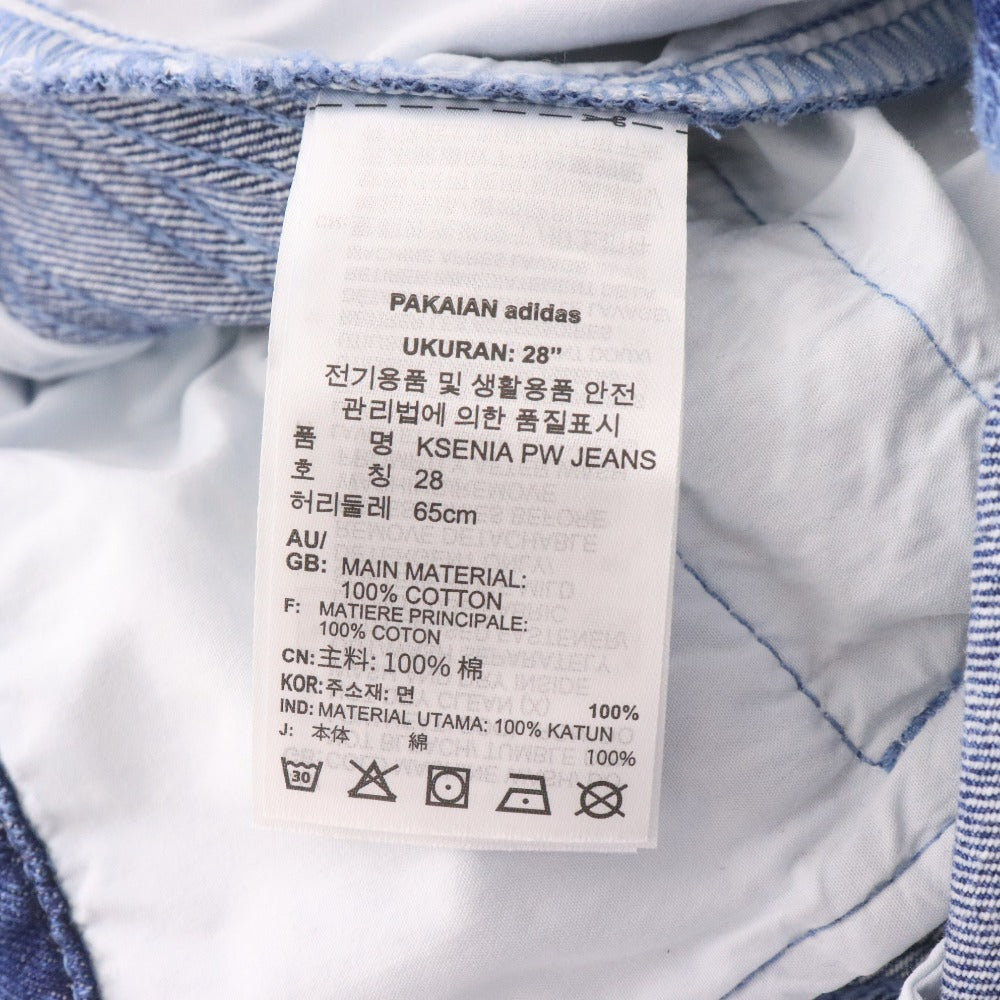 PAKAIAN adidas
UKURAN: 28”
전기용품 및 생활용품 안전
관리법에 의한 품질표시
품 명 KSENIA PW JEANS
호 칭 28
허리둘레 65cm
AU/
GB: MAIN MATERIAL:
100% COTTON
F: MATIERE PRINCIPALE:
100% COTON
CN: 主料: 100% 棉
KOR: 주소재: 면 100%
IND: MATERIAL UTAMA: 100% KATUN
J: 本体 綿 100%
30